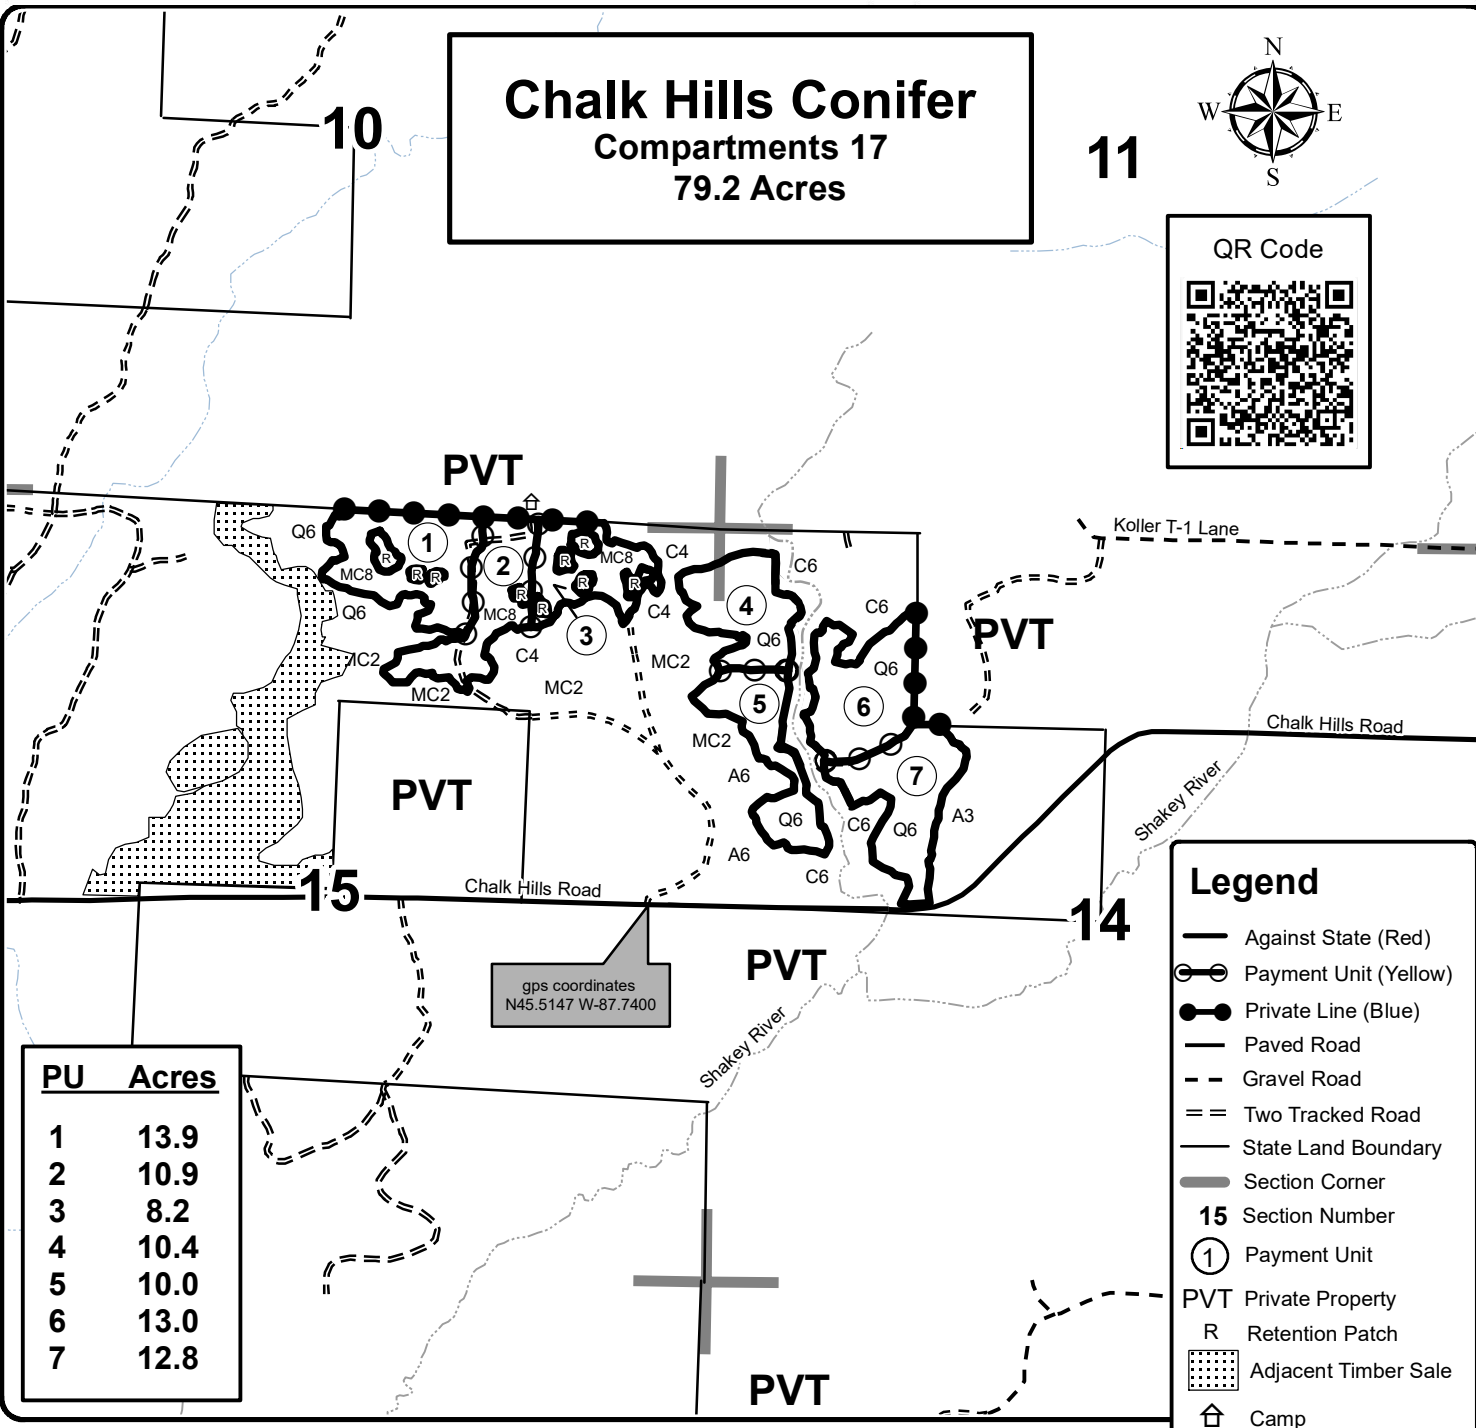 Chalk Hills Conifer
Compartments 17
79.2 Acres
10
11
N
W E
S
QR Code
PVT
Koller T-1 Lane
Q6
1
R
R
R
MC8
Q6
2
R
R
MC8
R
R
R
R
MC8
C4
C4
3
C4
MC2
MC2
MC2
MC2
4
Q6
C6
C6
5
MC2
A6
Q6
A6
C6
Q6
6
7
C6
Q6
A3
PVT
PVT
Chalk Hills Road
Shakey River
15
Chalk Hills Road
14
gps coordinates
N45.5147 W-87.7400
PVT
Shakey River
PVT
PU Acres
1 13.9
2 10.9
3 8.2
4 10.4
5 10.0
6 13.0
7 12.8
Legend
Against State (Red)
Payment Unit (Yellow)
Private Line (Blue)
Paved Road
Gravel Road
Two Tracked Road
State Land Boundary
Section Corner
15 Section Number
1 Payment Unit
PVT Private Property
R Retention Patch
Adjacent Timber Sale
Camp